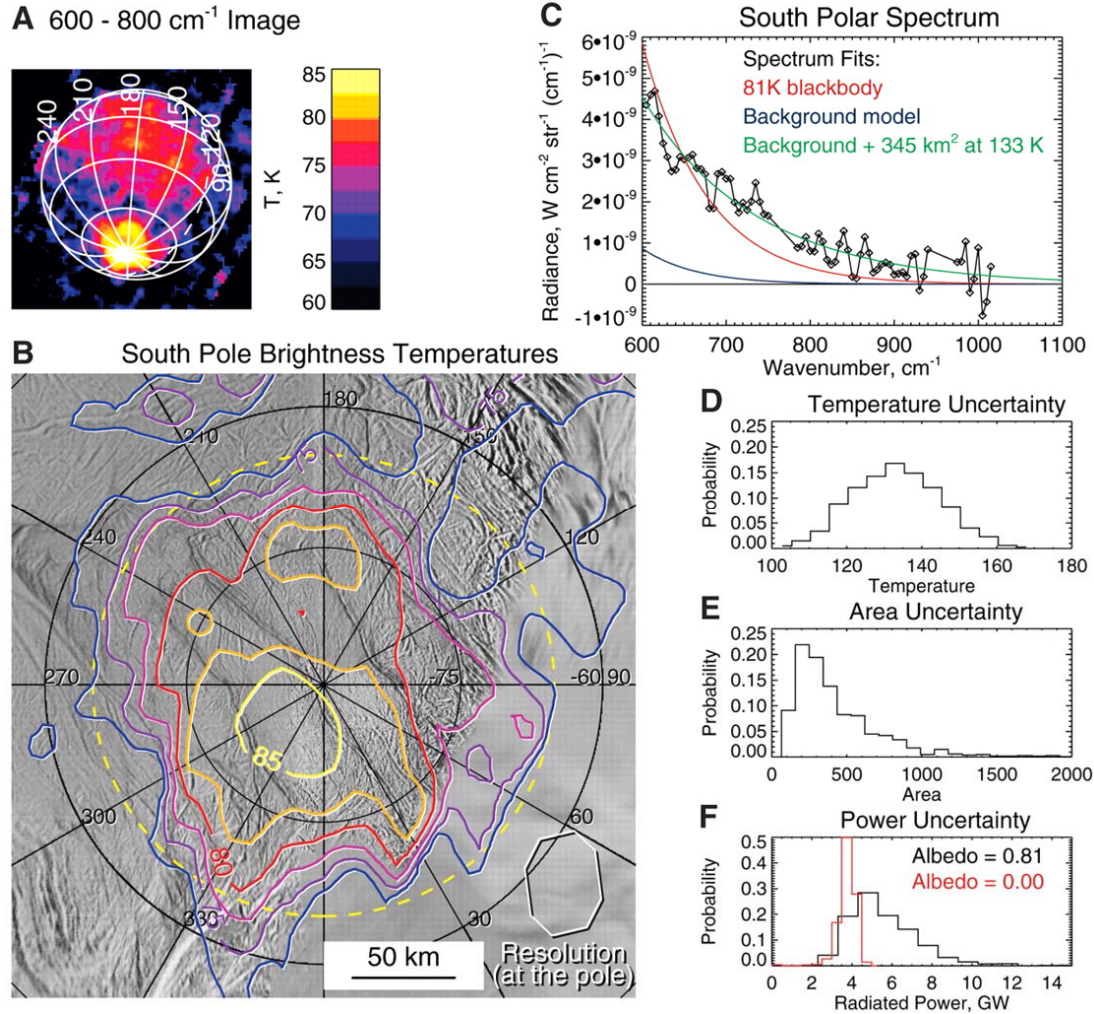 A 600 - 800 cm⁻¹ Image
240
210
180
150
120
90
85
80
75
70
65
60
T, K
C South Polar Spectrum
6•10⁻⁹
5•10⁻⁹
4•10⁻⁹
3•10⁻⁹
2•10⁻⁹
1•10⁻⁹
0
-1•10⁻⁹
Radiance, W cm⁻² str⁻¹ (cm⁻¹)⁻¹
Spectrum Fits:
81K blackbody
Background model
Background + 345 km² at 133 K
600 700 800 900 1000 1100
Wavenumber, cm⁻¹
B South Pole Brightness Temperatures
180
210
150
240
120
270
-75
-60 90
85
300
60
80
330
30
50 km
Resolution
(at the pole)
D Temperature Uncertainty
0.25
0.20
0.15
0.10
0.05
0.00
Probability
100 120 140 160 180
Temperature
E Area Uncertainty
0.25
0.20
0.15
0.10
0.05
0.00
Probability
0 500 1000 1500 2000
Area
F Power Uncertainty
0.5
0.4
0.3
0.2
0.1
0.0
Probability
Albedo = 0.81
Albedo = 0.00
0 2 4 6 8 10 12 14
Radiated Power, GW